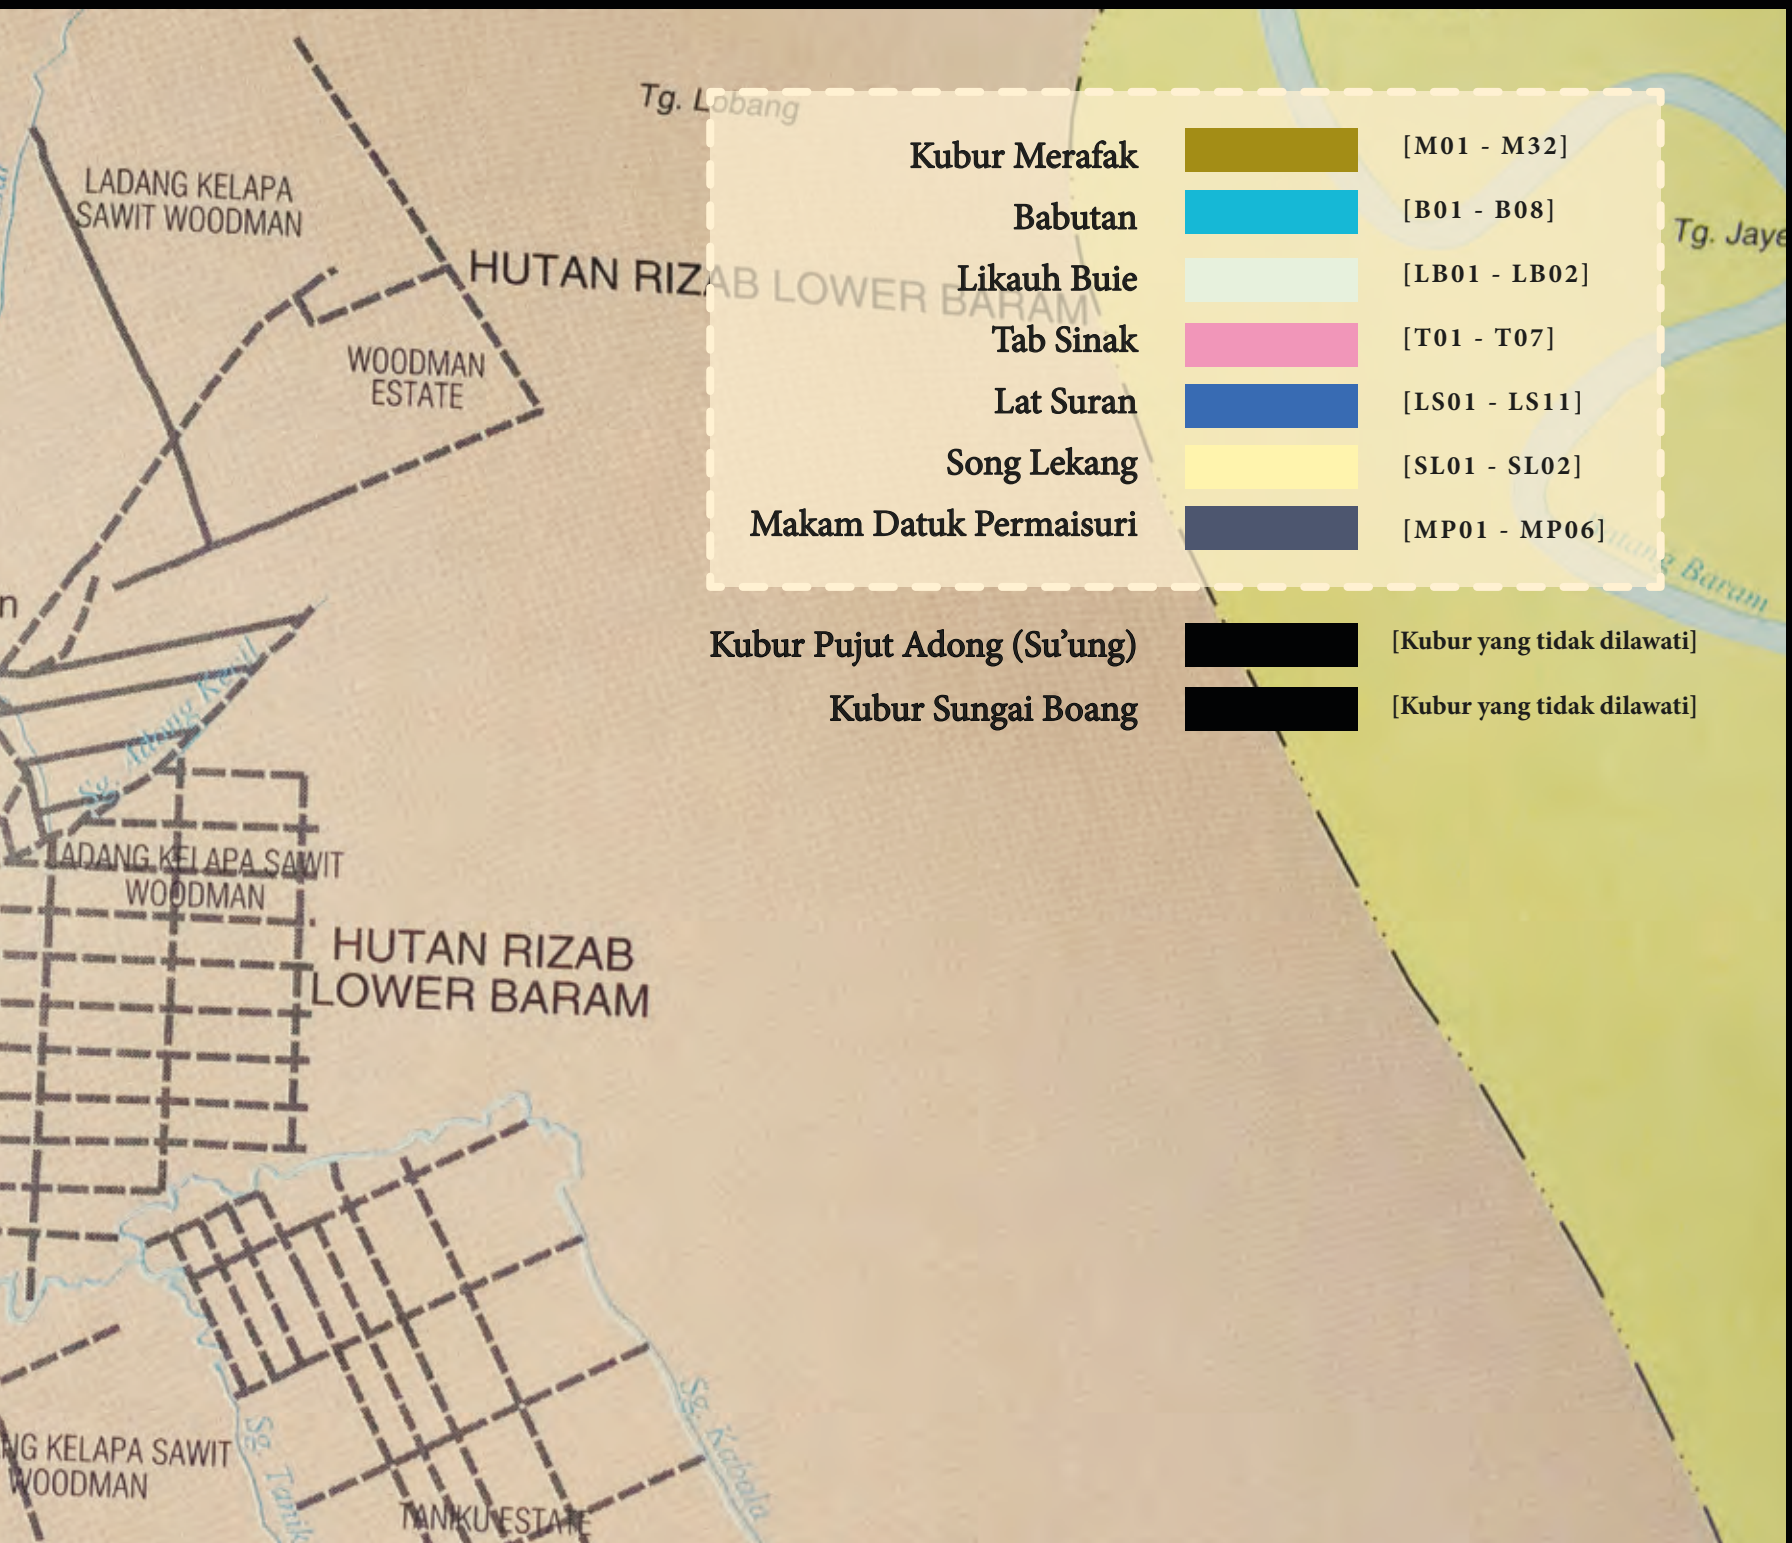 Tg. Lobang
LADANG KELAPA
SAWIT WOODMAN
HUTAN RIZAB LOWER BARAM
WOODMAN
ESTATE
Kubur Merafak [M01 - M32]
Babutan [B01 - B08]
Likauh Buie [LB01 - LB02]
Tab Sinak [T01 - T07]
Lat Suran [LS01 - LS11]
Song Lekang [SL01 - SL02]
Makam Datuk Permaisuri [MP01 - MP06]
Kubur Pujut Adong (Su’ung) [Kubur yang tidak dilawati]
Kubur Sungai Boang [Kubur yang tidak dilawati]
Tg. Jaye
Batang Baram
n
Sg. Adong Kecil
LADANG KELAPA SAWIT
WOODMAN
HUTAN RIZAB
LOWER BARAM
NG KELAPA SAWIT
WOODMAN
Sg. Tanik
TANIKU ESTATE
Sg. Kabala